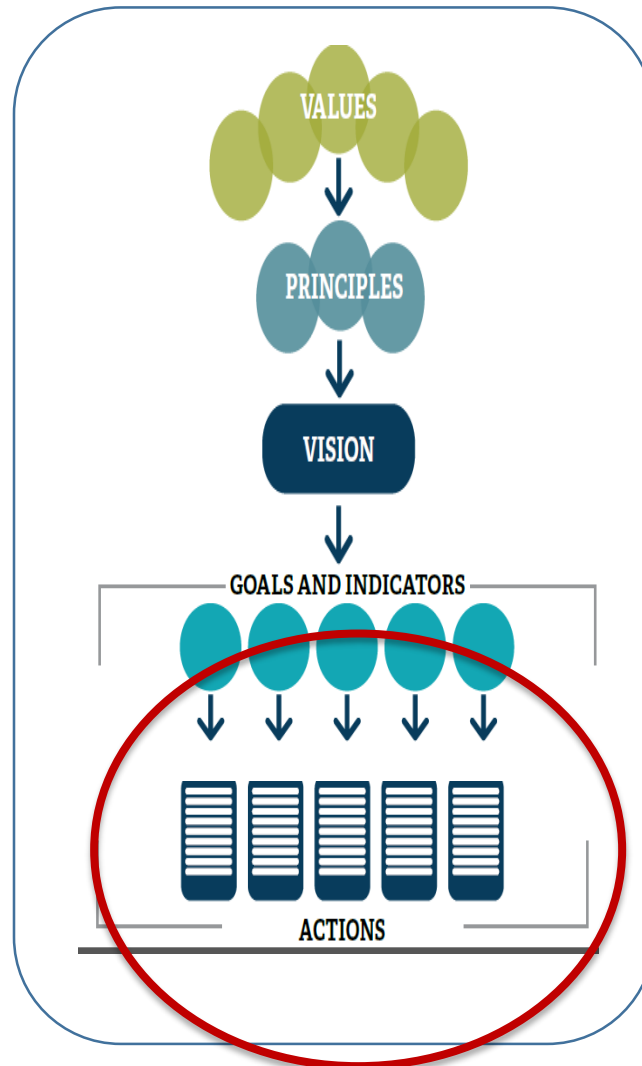 VALUES
PRINCIPLES
VISION
GOALS AND INDICATORS
ACTIONS